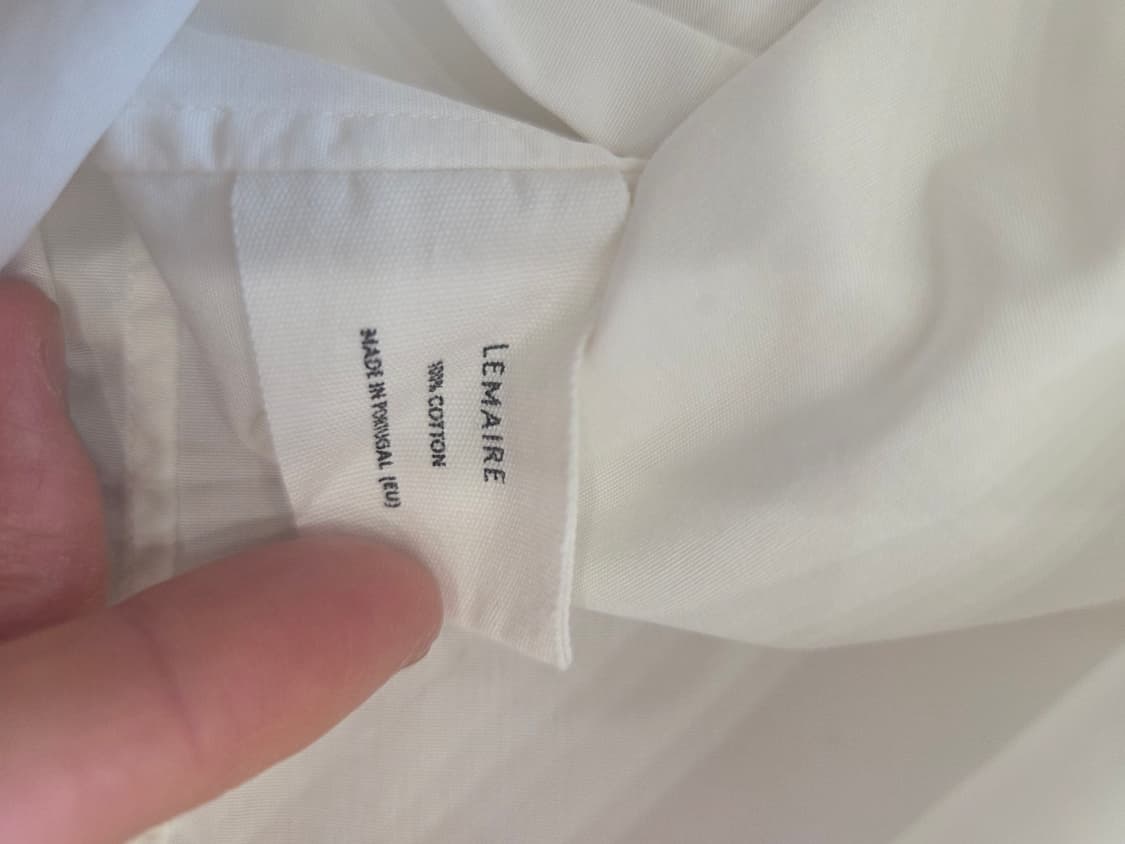 LEMAIRE
100% COTTON
MADE IN PORTUGAL (EU)